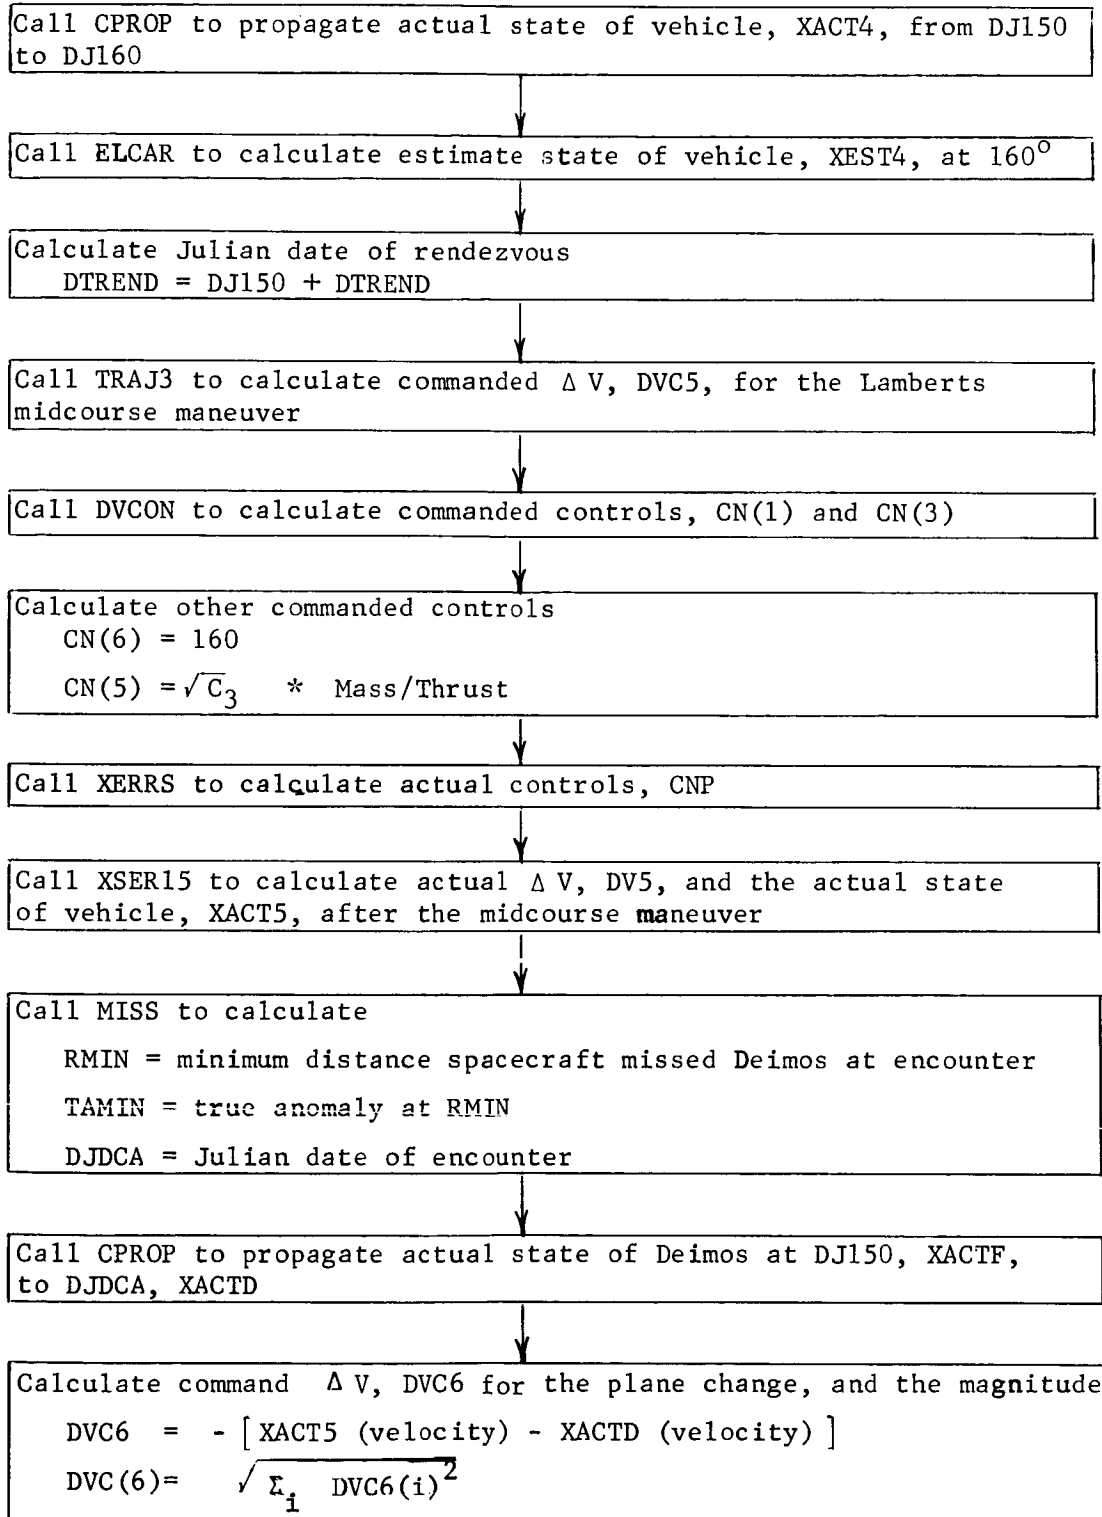 Call CPROP to propagate actual state of vehicle, XACT4, from DJ150
to DJ160
Call ELCAR to calculate estimate state of vehicle, XEST4, at 160°
Calculate Julian date of rendezvous
DTREND = DJ150 + DTREND
Call TRAJ3 to calculate commanded Δ V, DVC5, for the Lamberts
midcourse maneuver
Call DVCON to calculate commanded controls, CN(1) and CN(3)
Calculate other commanded controls
CN(6) = 160
CN(5) = √C₃ * Mass/Thrust
Call XERRS to calculate actual controls, CNP
Call XSER15 to calculate actual Δ V, DV5, and the actual state
of vehicle, XACT5, after the midcourse maneuver
Call MISS to calculate
RMIN = minimum distance spacecraft missed Deimos at encounter
TAMIN = true anomaly at RMIN
DJDCA = Julian date of encounter
Call CPROP to propagate actual state of Deimos at DJ150, XACTF,
to DJDCA, XACTD
Calculate command Δ V, DVC6 for the plane change, and the magnitude
DVC6 = - [ XACT5 (velocity) - XACTD (velocity) ]
DVC(6)= √ Σᵢ DVC6(i)²